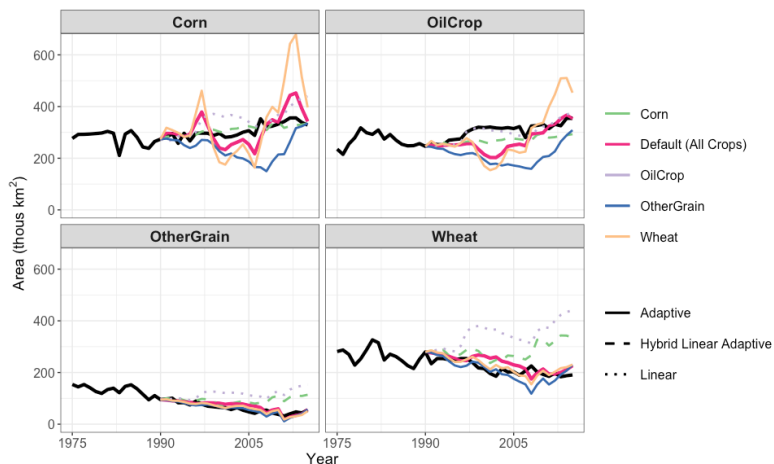 Corn
OilCrop
600
400
200
0
OtherGrain
Wheat
600
400
200
0
1975
1990
2005
1975
1990
2005
Year
Area (thous km²)
Corn
Default (All Crops)
OilCrop
OtherGrain
Wheat
Adaptive
Hybrid Linear Adaptive
Linear